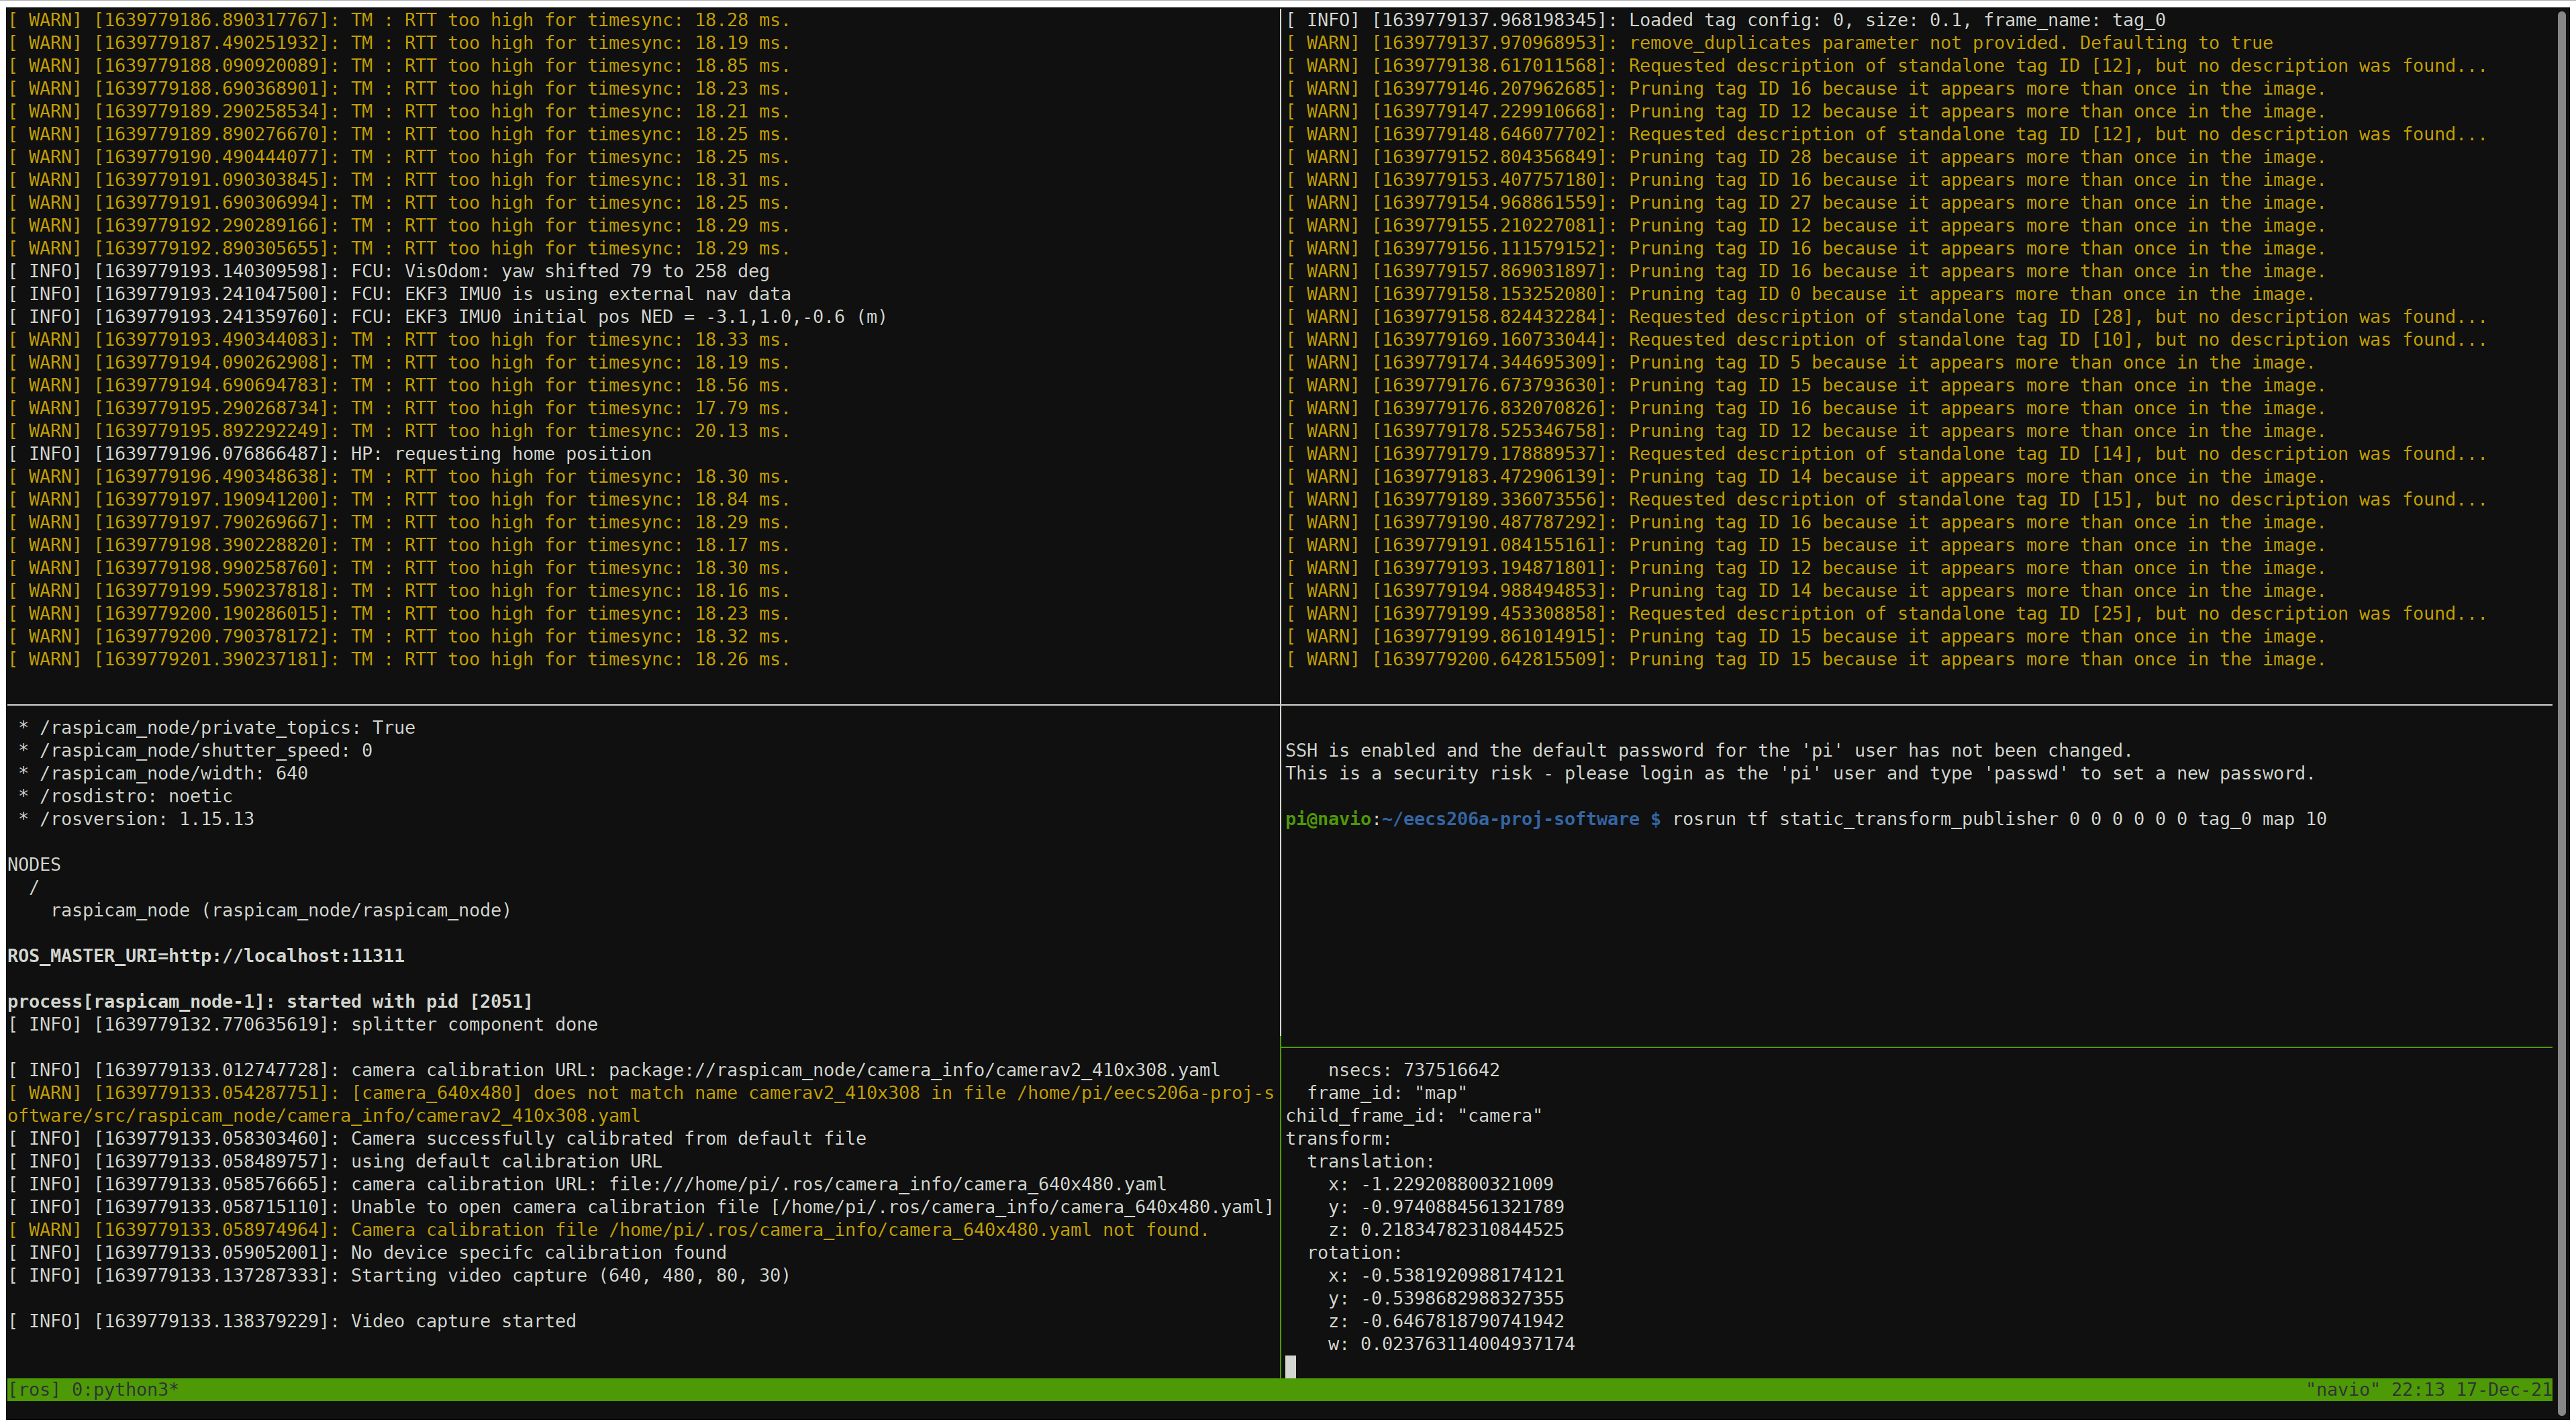 [ WARN] [1639779186.890317767]: TM : RTT too high for timesync: 18.28 ms.
[ WARN] [1639779187.490251932]: TM : RTT too high for timesync: 18.19 ms.
[ WARN] [1639779188.090920089]: TM : RTT too high for timesync: 18.85 ms.
[ WARN] [1639779188.690368901]: TM : RTT too high for timesync: 18.23 ms.
[ WARN] [1639779189.290258534]: TM : RTT too high for timesync: 18.21 ms.
[ WARN] [1639779189.890276670]: TM : RTT too high for timesync: 18.25 ms.
[ WARN] [1639779190.490444077]: TM : RTT too high for timesync: 18.25 ms.
[ WARN] [1639779191.090303845]: TM : RTT too high for timesync: 18.31 ms.
[ WARN] [1639779191.690306994]: TM : RTT too high for timesync: 18.25 ms.
[ WARN] [1639779192.290289166]: TM : RTT too high for timesync: 18.29 ms.
[ WARN] [1639779192.890305655]: TM : RTT too high for timesync: 18.29 ms.
[ INFO] [1639779193.140309598]: FCU: VisOdom: yaw shifted 79 to 258 deg
[ INFO] [1639779193.241047500]: FCU: EKF3 IMU0 is using external nav data
[ INFO] [1639779193.241359760]: FCU: EKF3 IMU0 initial pos NED = -3.1,1.0,-0.6 (m)
[ WARN] [1639779193.490344083]: TM : RTT too high for timesync: 18.33 ms.
[ WARN] [1639779194.090262908]: TM : RTT too high for timesync: 18.19 ms.
[ WARN] [1639779194.690694783]: TM : RTT too high for timesync: 18.56 ms.
[ WARN] [1639779195.290268734]: TM : RTT too high for timesync: 17.79 ms.
[ WARN] [1639779195.892292249]: TM : RTT too high for timesync: 20.13 ms.
[ INFO] [1639779196.076866487]: HP: requesting home position
[ WARN] [1639779196.490348638]: TM : RTT too high for timesync: 18.30 ms.
[ WARN] [1639779197.190941200]: TM : RTT too high for timesync: 18.84 ms.
[ WARN] [1639779197.790269667]: TM : RTT too high for timesync: 18.29 ms.
[ WARN] [1639779198.390228820]: TM : RTT too high for timesync: 18.17 ms.
[ WARN] [1639779198.990258760]: TM : RTT too high for timesync: 18.30 ms.
[ WARN] [1639779199.590237818]: TM : RTT too high for timesync: 18.16 ms.
[ WARN] [1639779200.190286015]: TM : RTT too high for timesync: 18.23 ms.
[ WARN] [1639779200.790378172]: TM : RTT too high for timesync: 18.32 ms.
[ WARN] [1639779201.390237181]: TM : RTT too high for timesync: 18.26 ms.
[ INFO] [1639779137.968198345]: Loaded tag config: 0, size: 0.1, frame_name: tag_0
[ WARN] [1639779137.970968953]: remove_duplicates parameter not provided. Defaulting to true
[ WARN] [1639779138.617011568]: Requested description of standalone tag ID [12], but no description was found...
[ WARN] [1639779146.207962685]: Pruning tag ID 16 because it appears more than once in the image.
[ WARN] [1639779147.229910668]: Pruning tag ID 12 because it appears more than once in the image.
[ WARN] [1639779148.646077702]: Requested description of standalone tag ID [12], but no description was found...
[ WARN] [1639779152.804356849]: Pruning tag ID 28 because it appears more than once in the image.
[ WARN] [1639779153.407757180]: Pruning tag ID 16 because it appears more than once in the image.
[ WARN] [1639779154.968861559]: Pruning tag ID 27 because it appears more than once in the image.
[ WARN] [1639779155.210227081]: Pruning tag ID 12 because it appears more than once in the image.
[ WARN] [1639779156.111579152]: Pruning tag ID 16 because it appears more than once in the image.
[ WARN] [1639779157.869031897]: Pruning tag ID 16 because it appears more than once in the image.
[ WARN] [1639779158.153252080]: Pruning tag ID 0 because it appears more than once in the image.
[ WARN] [1639779158.824432284]: Requested description of standalone tag ID [28], but no description was found...
[ WARN] [1639779169.160733044]: Requested description of standalone tag ID [10], but no description was found...
[ WARN] [1639779174.344695309]: Pruning tag ID 5 because it appears more than once in the image.
[ WARN] [1639779176.673793630]: Pruning tag ID 15 because it appears more than once in the image.
[ WARN] [1639779176.832070826]: Pruning tag ID 16 because it appears more than once in the image.
[ WARN] [1639779178.525346758]: Pruning tag ID 12 because it appears more than once in the image.
[ WARN] [1639779179.178889537]: Requested description of standalone tag ID [14], but no description was found...
[ WARN] [1639779183.472906139]: Pruning tag ID 14 because it appears more than once in the image.
[ WARN] [1639779189.336073556]: Requested description of standalone tag ID [15], but no description was found...
[ WARN] [1639779190.487787292]: Pruning tag ID 16 because it appears more than once in the image.
[ WARN] [1639779191.084155161]: Pruning tag ID 15 because it appears more than once in the image.
[ WARN] [1639779193.194871801]: Pruning tag ID 12 because it appears more than once in the image.
[ WARN] [1639779194.988494853]: Pruning tag ID 14 because it appears more than once in the image.
[ WARN] [1639779199.453308858]: Requested description of standalone tag ID [25], but no description was found...
[ WARN] [1639779199.861014915]: Pruning tag ID 15 because it appears more than once in the image.
[ WARN] [1639779200.642815509]: Pruning tag ID 15 because it appears more than once in the image.
* /raspicam_node/private_topics: True
* /raspicam_node/shutter_speed: 0
* /raspicam_node/width: 640
* /rosdistro: noetic
* /rosversion: 1.15.13
NODES
/
raspicam_node (raspicam_node/raspicam_node)
ROS_MASTER_URI=http://localhost:11311
process[raspicam_node-1]: started with pid [2051]
[ INFO] [1639779132.770635619]: splitter component done
[ INFO] [1639779133.012747728]: camera calibration URL: package://raspicam_node/camera_info/camerav2_410x308.yaml
[ WARN] [1639779133.054287751]: [camera_640x480] does not match name camerav2_410x308 in file /home/pi/eecs206a-proj-s
oftware/src/raspicam_node/camera_info/camerav2_410x308.yaml
[ INFO] [1639779133.058303460]: Camera successfully calibrated from default file
[ INFO] [1639779133.058489757]: using default calibration URL
[ INFO] [1639779133.058576665]: camera calibration URL: file:///home/pi/.ros/camera_info/camera_640x480.yaml
[ INFO] [1639779133.058715110]: Unable to open camera calibration file [/home/pi/.ros/camera_info/camera_640x480.yaml]
[ WARN] [1639779133.058974964]: Camera calibration file /home/pi/.ros/camera_info/camera_640x480.yaml not found.
[ INFO] [1639779133.059052001]: No device specifc calibration found
[ INFO] [1639779133.137287333]: Starting video capture (640, 480, 80, 30)
[ INFO] [1639779133.138379229]: Video capture started
SSH is enabled and the default password for the 'pi' user has not been changed.
This is a security risk - please login as the 'pi' user and type 'passwd' to set a new password.
pi@navio:~/eecs206a-proj-software $ rosrun tf static_transform_publisher 0 0 0 0 0 0 tag_0 map 10
nsecs: 737516642
frame_id: "map"
child_frame_id: "camera"
transform:
translation:
x: -1.229208800321009
y: -0.9740884561321789
z: 0.21834782310844525
rotation:
x: -0.5381920988174121
y: -0.5398682988327355
z: -0.6467818790741942
w: 0.023763114004937174
[ros] 0:python3*
"navio" 22:13 17-Dec-21